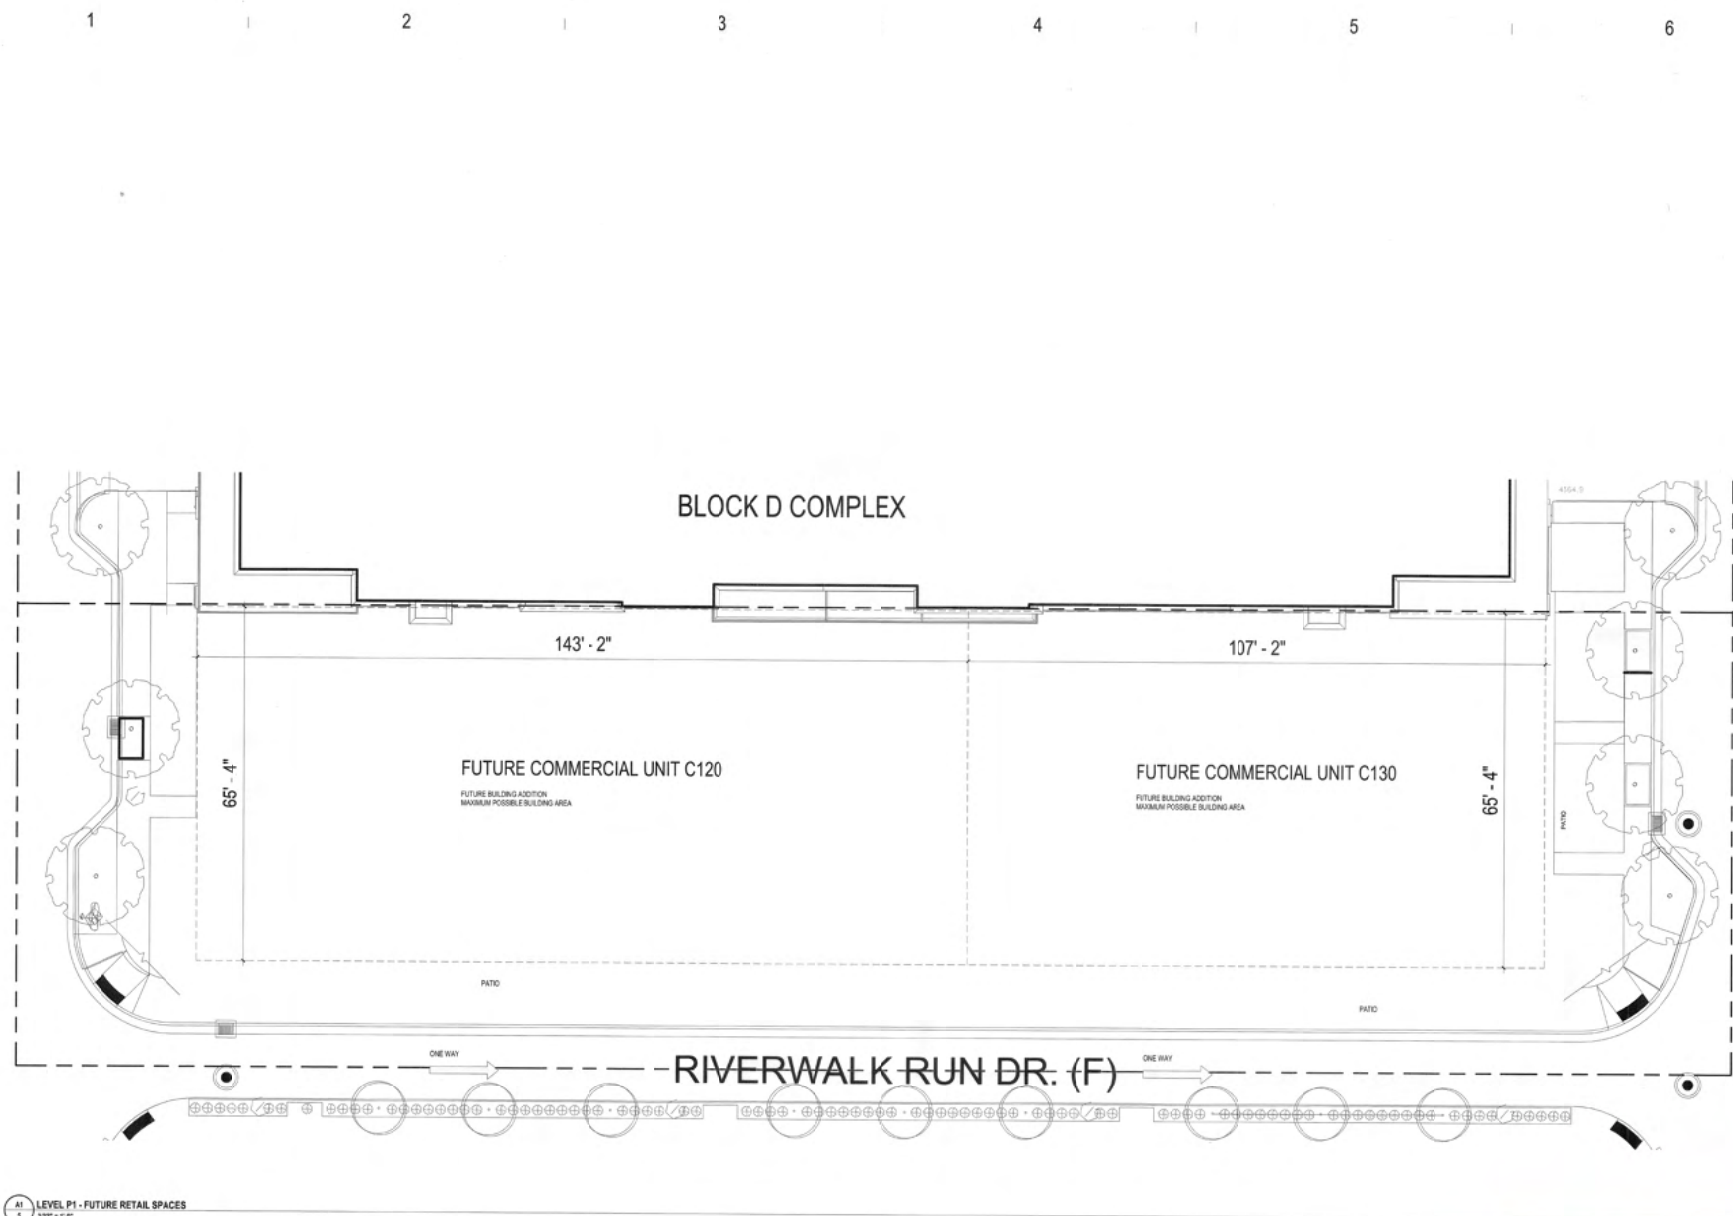 1 2 3 4 5 6
4564.0
BLOCK D COMPLEX
143' - 2"
107' - 2"
65' - 4"
FUTURE COMMERCIAL UNIT C120
FUTURE BUILDING ADDITION
MAXIMUM POSSIBLE BUILDING AREA
FUTURE COMMERCIAL UNIT C130
FUTURE BUILDING ADDITION
MAXIMUM POSSIBLE BUILDING AREA
65' - 4"
PATIO
PATIO
PATIO
ONE WAY
RIVERWALK RUN DR. (F)
ONE WAY
A1
LEVEL P1 - FUTURE RETAIL SPACES